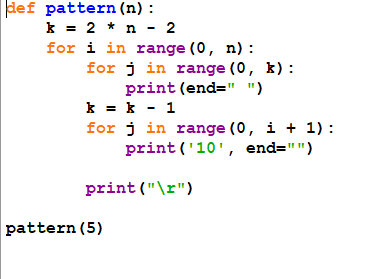 def pattern(n):
    k = 2 * n - 2
    for i in range(0, n):
        for j in range(0, k):
            print(end=" ")
        k = k - 1
        for j in range(0, i + 1):
            print('10', end="")

        print("\r")

pattern(5)